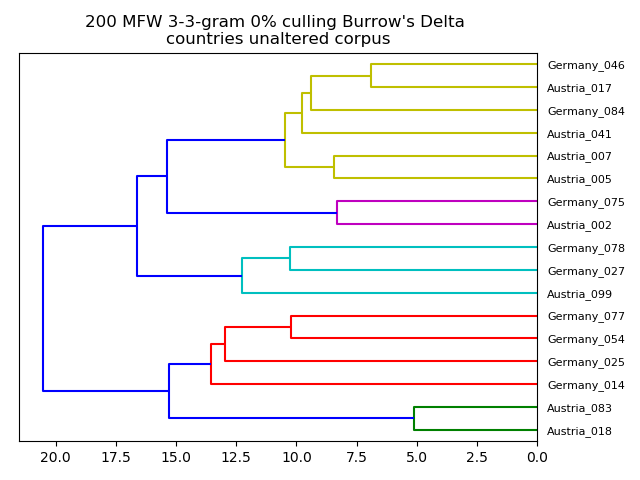 200 MFW 3-3-gram 0% culling Burrow's Delta
countries unaltered corpus
Germany_046
Austria_017
Germany_084
Austria_041
Austria_007
Austria_005
Germany_075
Austria_002
Germany_078
Germany_027
Austria_099
Germany_077
Germany_054
Germany_025
Germany_014
Austria_083
Austria_018
20.0 17.5 15.0 12.5 10.0 7.5 5.0 2.5 0.0